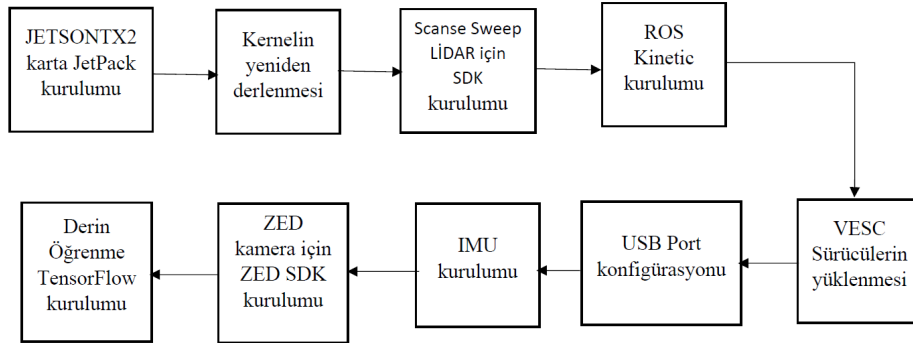 JETSONTX2
karta JetPack
kurulumu
Kernelin
yeniden
derlenmesi
Scanse Sweep
LİDAR için
SDK
kurulumu
ROS
Kinetic
kurulumu
VESC
Sürücülerin
yüklenmesi
USB Port
konfigürasyonu
IMU
kurulumu
ZED
kamera için
ZED SDK
kurulumu
Derin
Öğrenme
TensorFlow
kurulumu